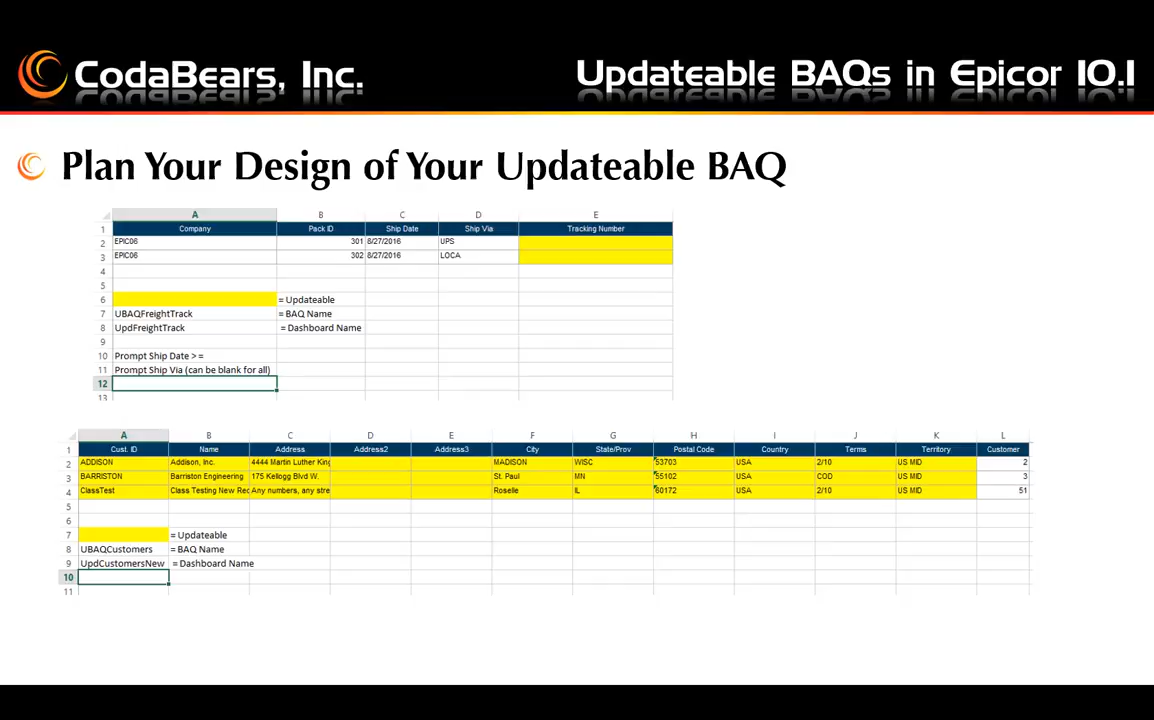 CodaBears, Inc.
Updateable BAQs in Epicor 10.1
Plan Your Design of Your Updateable BAQ
A B C D E
1 Company Pack ID Ship Date Ship Via Tracking Number
2 EPIC06 301 8/27/2016 UPS
3 EPIC06 302 8/27/2016 LOCA
4
5
6 = Updateable
7 UBAQFreightTrack = BAQ Name
8 UpdFreightTrack = Dashboard Name
9
10 Prompt Ship Date > =
11 Prompt Ship Via (can be blank for all)
12
13
A B C D E F G H I J K L
1 Cust. ID Name Address Address2 Address3 City State/Prov Postal Code Country Terms Territory Customer
2 ADDISON Addison, Inc. 4444 Martin Luther King MADISON WISC 53703 USA 2/10 US MID 2
3 BARRISTON Barriston Engineering 175 Kellogg Blvd W. St. Paul MN 55102 USA COD US MID 3
4 ClassTest Class Testing New Rec Any numbers, any stre Roselle IL 60172 USA 2/10 US MID 51
5
6
7 = Updateable
8 UBAQCustomers = BAQ Name
9 UpdCustomersNew = Dashboard Name
10
11